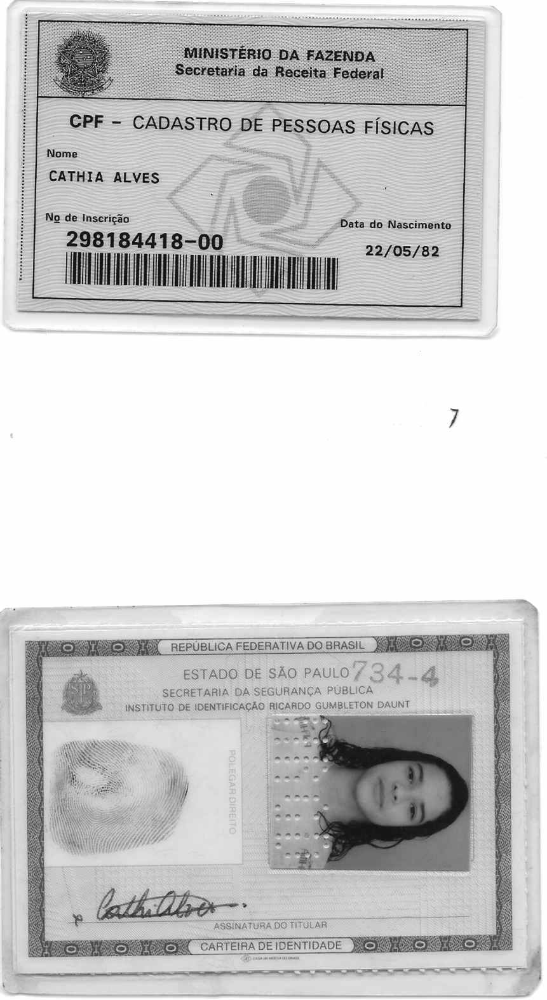 MINISTÉRIO DA FAZENDA
Secretaria da Receita Federal
CPF – CADASTRO DE PESSOAS FÍSICAS
Nome
CATHIA ALVES
Nº de Inscrição
Data do Nascimento
298184418-00
22/05/82
7
REPÚBLICA FEDERATIVA DO BRASIL
ESTADO DE SÃO PAULO 734-4
SECRETARIA DA SEGURANÇA PÚBLICA
INSTITUTO DE IDENTIFICAÇÃO RICARDO GUMBLETON DAUNT
SP
POLEGAR DIREITO
Cathi Alves
ASSINATURA DO TITULAR
CARTEIRA DE IDENTIDADE
CASA DA MOEDA DO BRASIL